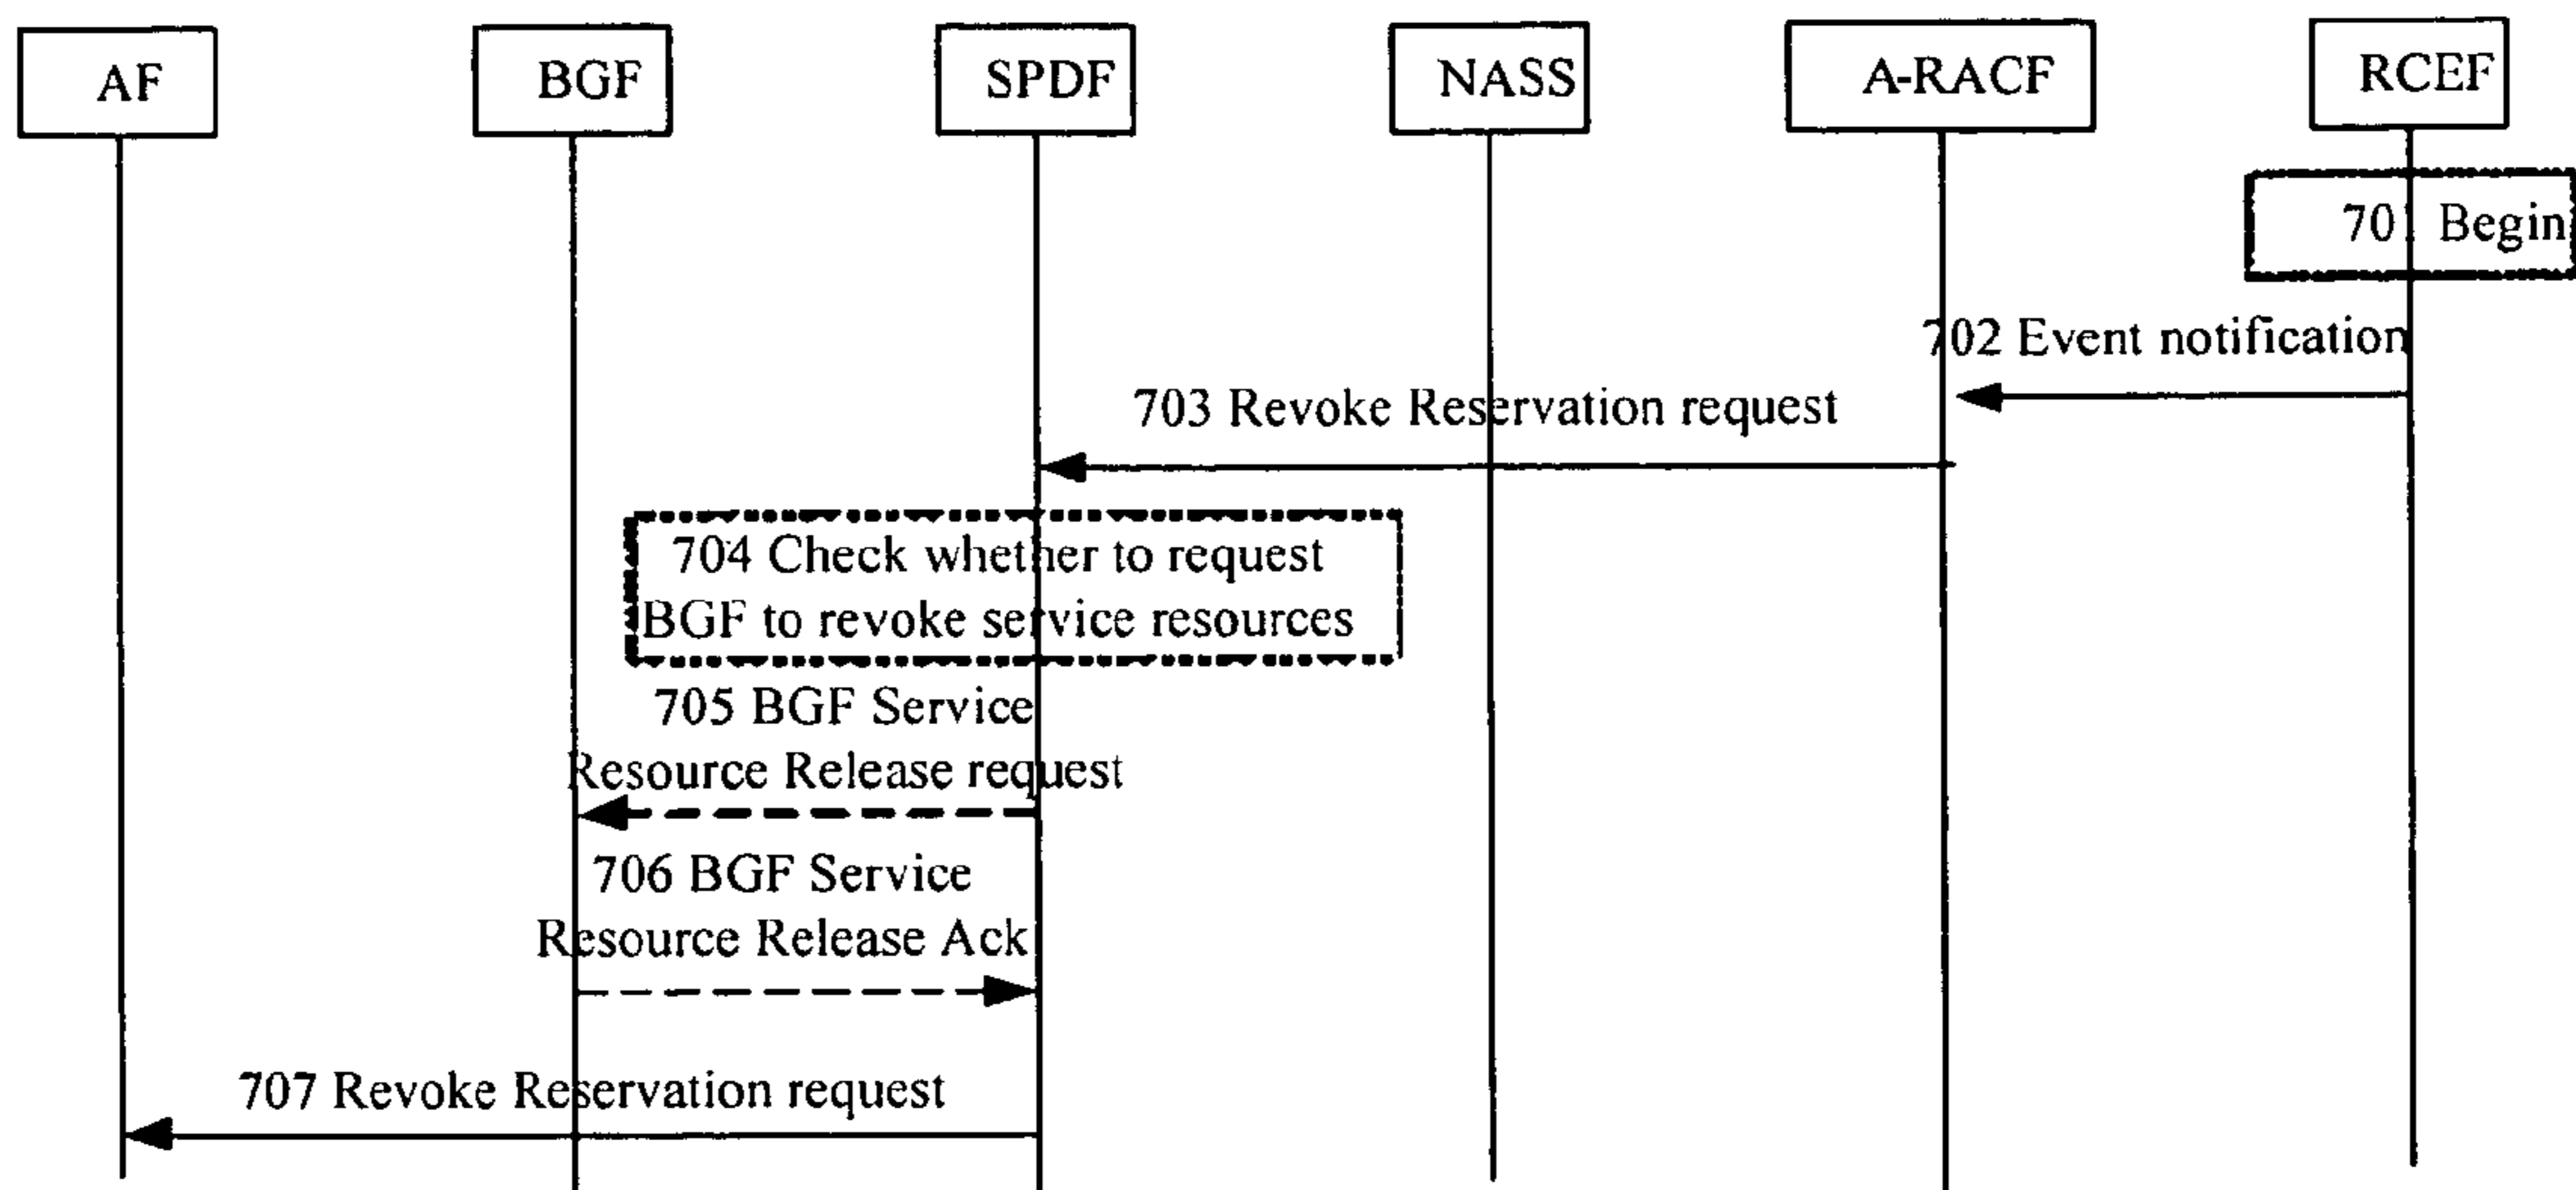 AF
BGF
SPDF
NASS
A-RACF
RCEF
701 Begin
702 Event notification
703 Revoke Reservation request
704 Check whether to request
BGF to revoke service resources
705 BGF Service
Resource Release request
706 BGF Service
Resource Release Ack
707 Revoke Reservation request